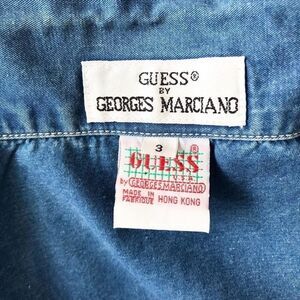 GUESS®
BY
GEORGES MARCIANO
3
GUESS®
U.S.A
by GEORGES MARCIANO
MADE IN HONG KONG